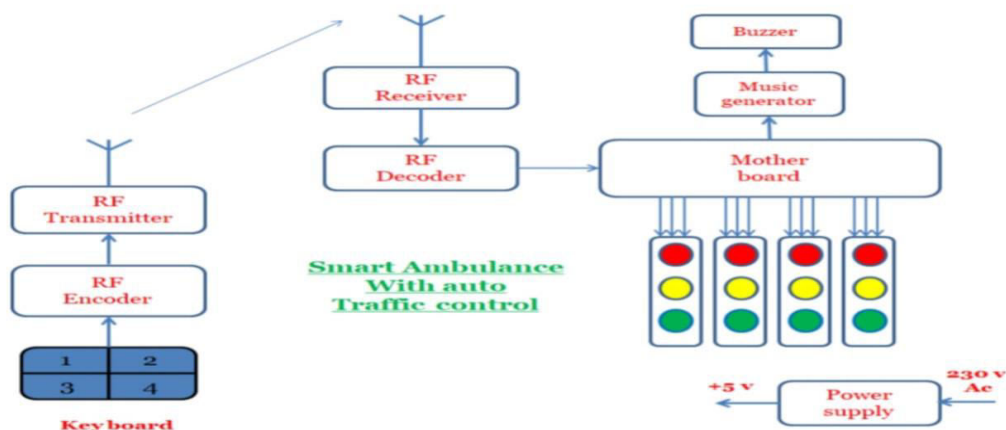 Buzzer
Music
generator
RF
Receiver
RF
Decoder
Mother
board
RF
Transmitter
RF
Encoder
1 2
3 4
Key board
Smart Ambulance
With auto
Traffic control
+5 v
Power
supply
230 v
Ac